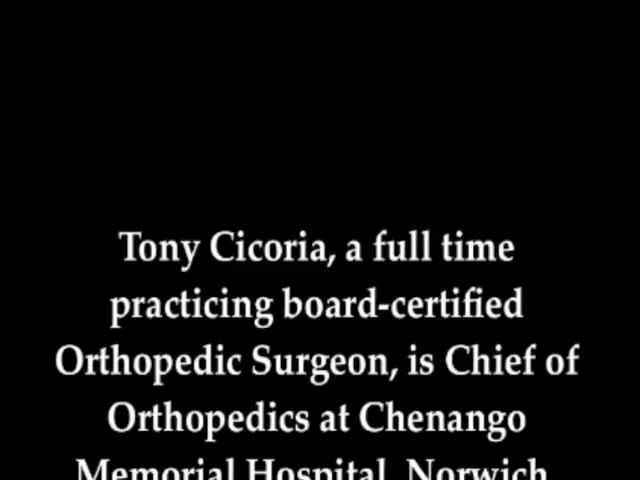 Tony Cicoria, a full time
practicing board-certified
Orthopedic Surgeon, is Chief of
Orthopedics at Chenango
Memorial Hospital, Norwich